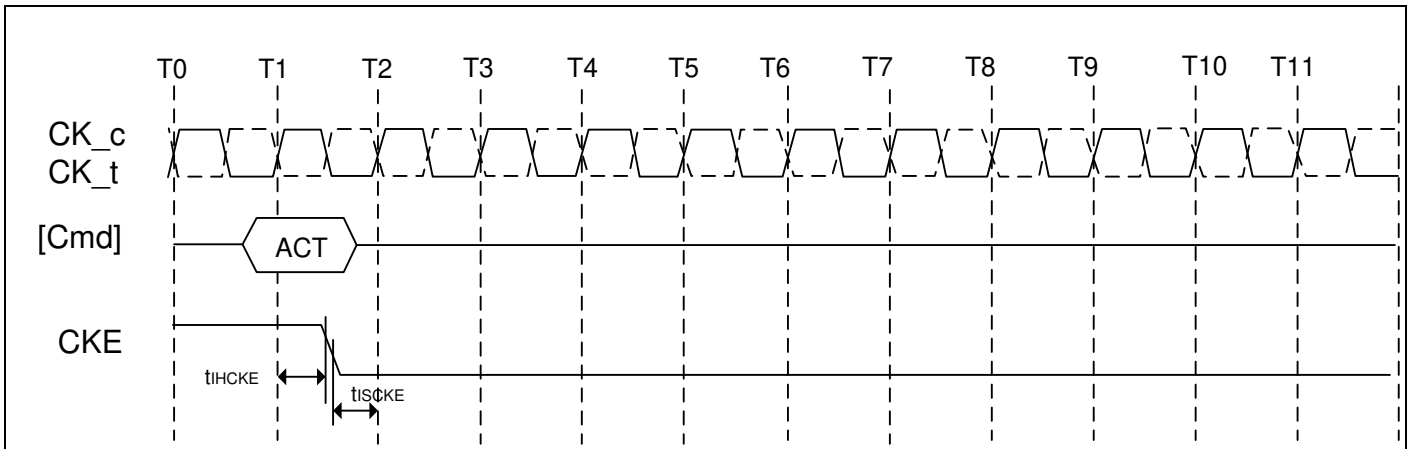 T0 T1 T2 T3 T4 T5 T6 T7 T8 T9 T10 T11
CK_c
CK_t
[Cmd] ACT
CKE
tIHCKE
tISCKE